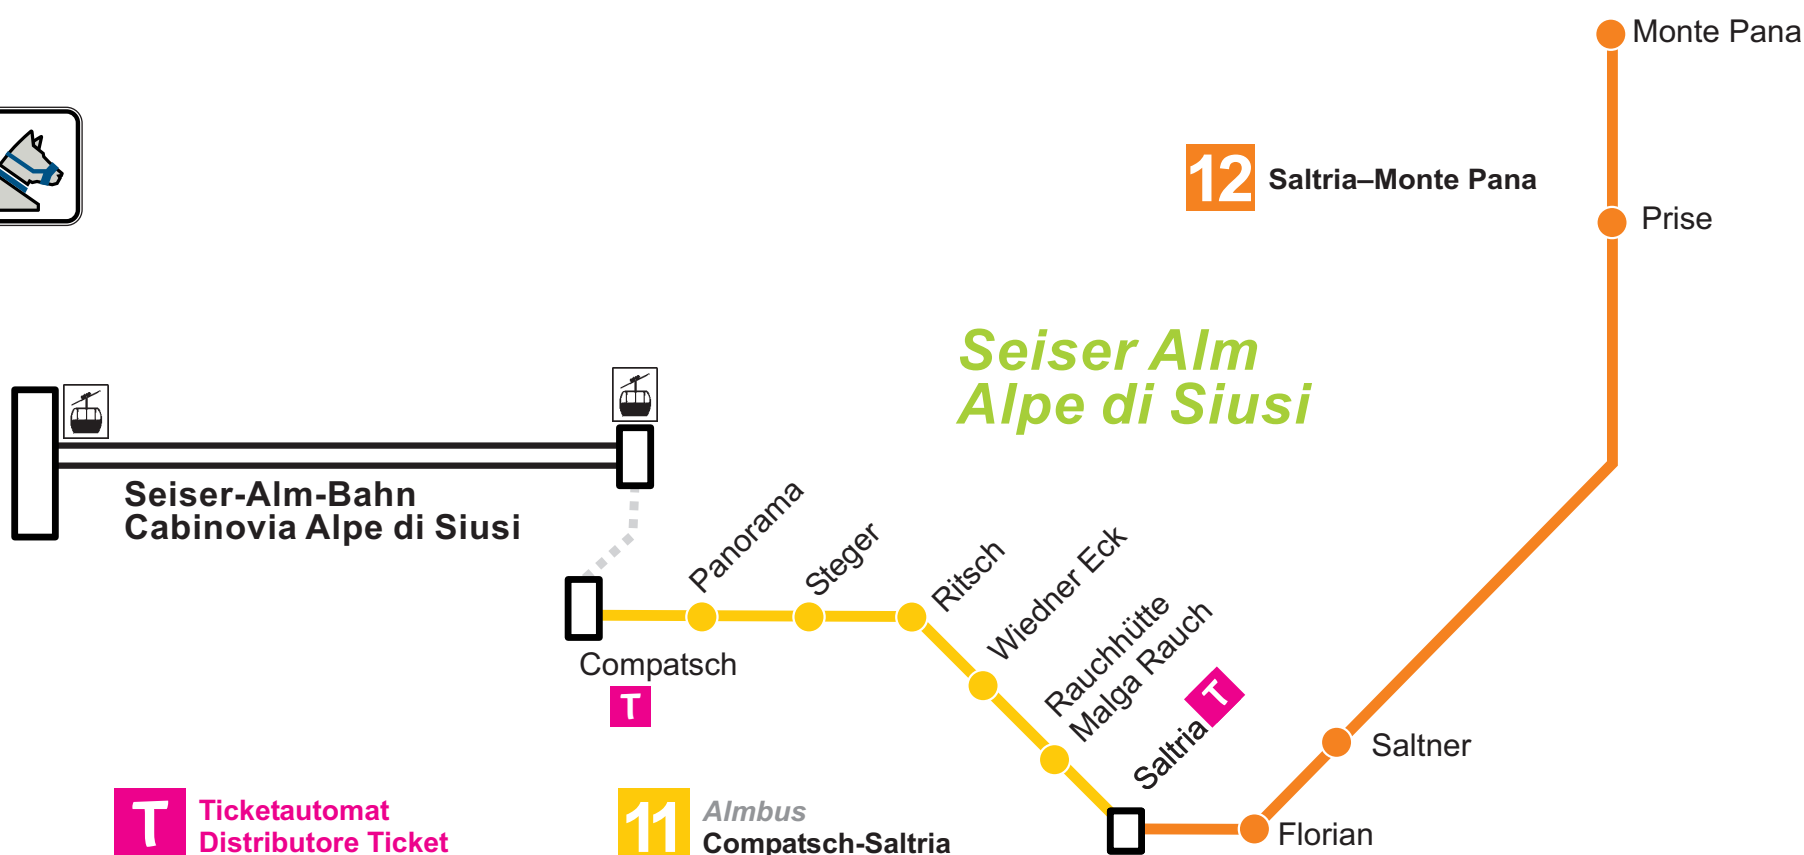 Monte Pana
12 Saltria–Monte Pana
Prise
Seiser Alm
Alpe di Siusi
Seiser-Alm-Bahn
Cabinovia Alpe di Siusi
Panorama
Steger
Ritsch
Wiedner Eck
Rauchhütte
Malga Rauch
Saltria T
Compatsch
T
Saltner
Florian
T Ticketautomat
Distributore Ticket
11 Almbus
Compatsch-Saltria